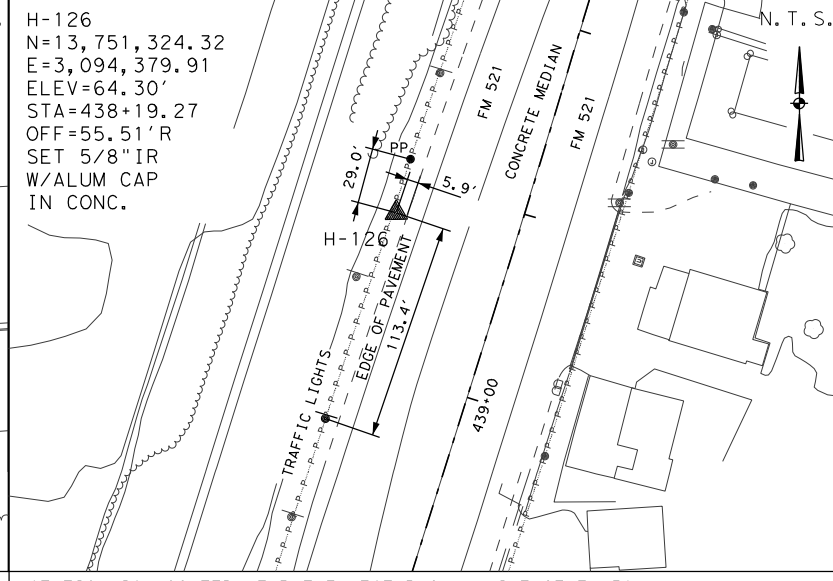 H-126
N=13,751,324.32
E=3,094,379.91
ELEV=64.30'
STA=438+19.27
OFF=55.51'R
SET 5/8"IR
W/ALUM CAP
IN CONC.
N.T.S.
FM 521
CONCRETE MEDIAN
FM 521
PP
29.0'
5.9'
H-126
EDGE OF PAVEMENT
113.4'
TRAFFIC LIGHTS
439+00